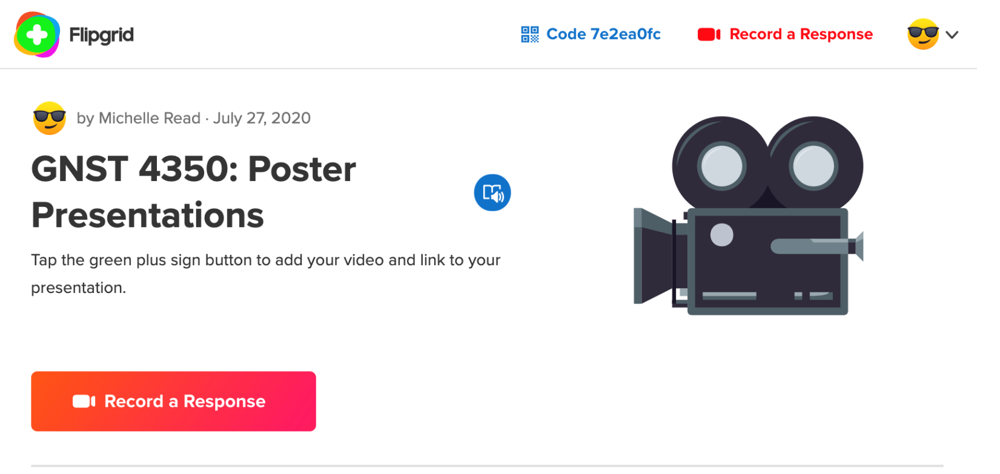 Flipgrid
Code 7e2ea0fc
Record a Response
by Michelle Read · July 27, 2020
GNST 4350: Poster
Presentations
Tap the green plus sign button to add your video and link to your
presentation.
Record a Response